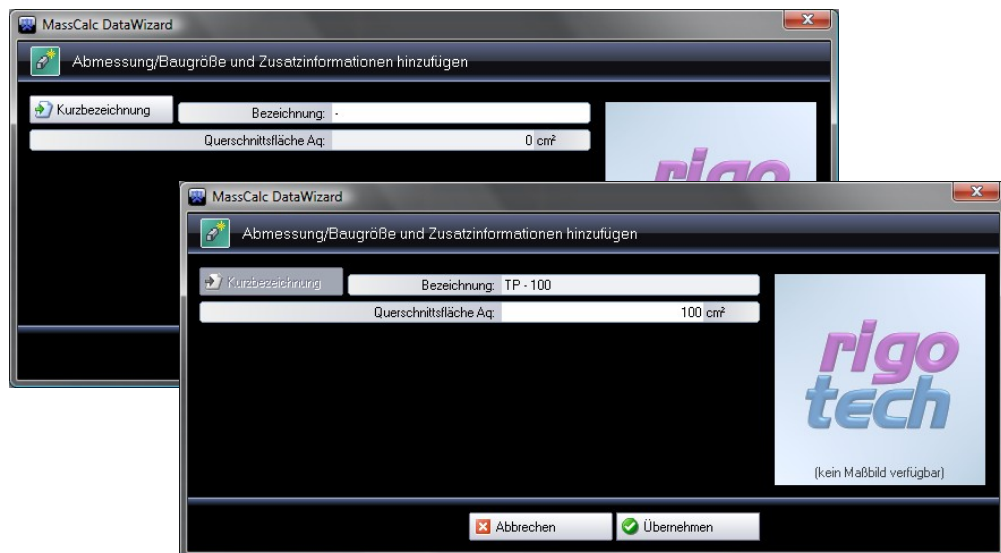 MassCalc DataWizard
Abmessung/Baugröße und Zusatzinformationen hinzufügen
Kurzbezeichnung
Bezeichnung: -
Querschnittsfläche Aq: 0 cm²
rigo
MassCalc DataWizard
Abmessung/Baugröße und Zusatzinformationen hinzufügen
Kurzbezeichnung
Bezeichnung: TP - 100
Querschnittsfläche Aq: 100 cm²
rigo
tech
(kein Maßbild verfügbar)
Abbrechen
Übernehmen